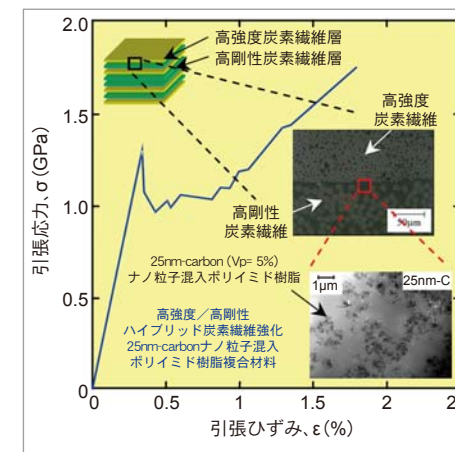 高強度炭素繊維層
高剛性炭素繊維層
高強度
炭素繊維
高剛性
炭素繊維
50μm
25nm-carbon (Vp= 5%)
ナノ粒子混入ポリイミド樹脂
1μm
25nm-C
高強度／高剛性
ハイブリッド炭素繊維強化
25nm-carbonナノ粒子混入
ポリイミド樹脂複合材料
引張応力、σ(GPa)
2.0
1.5
1.0
0.5
0
0
0.5
1
1.5
2
引張ひずみ、ε(%)